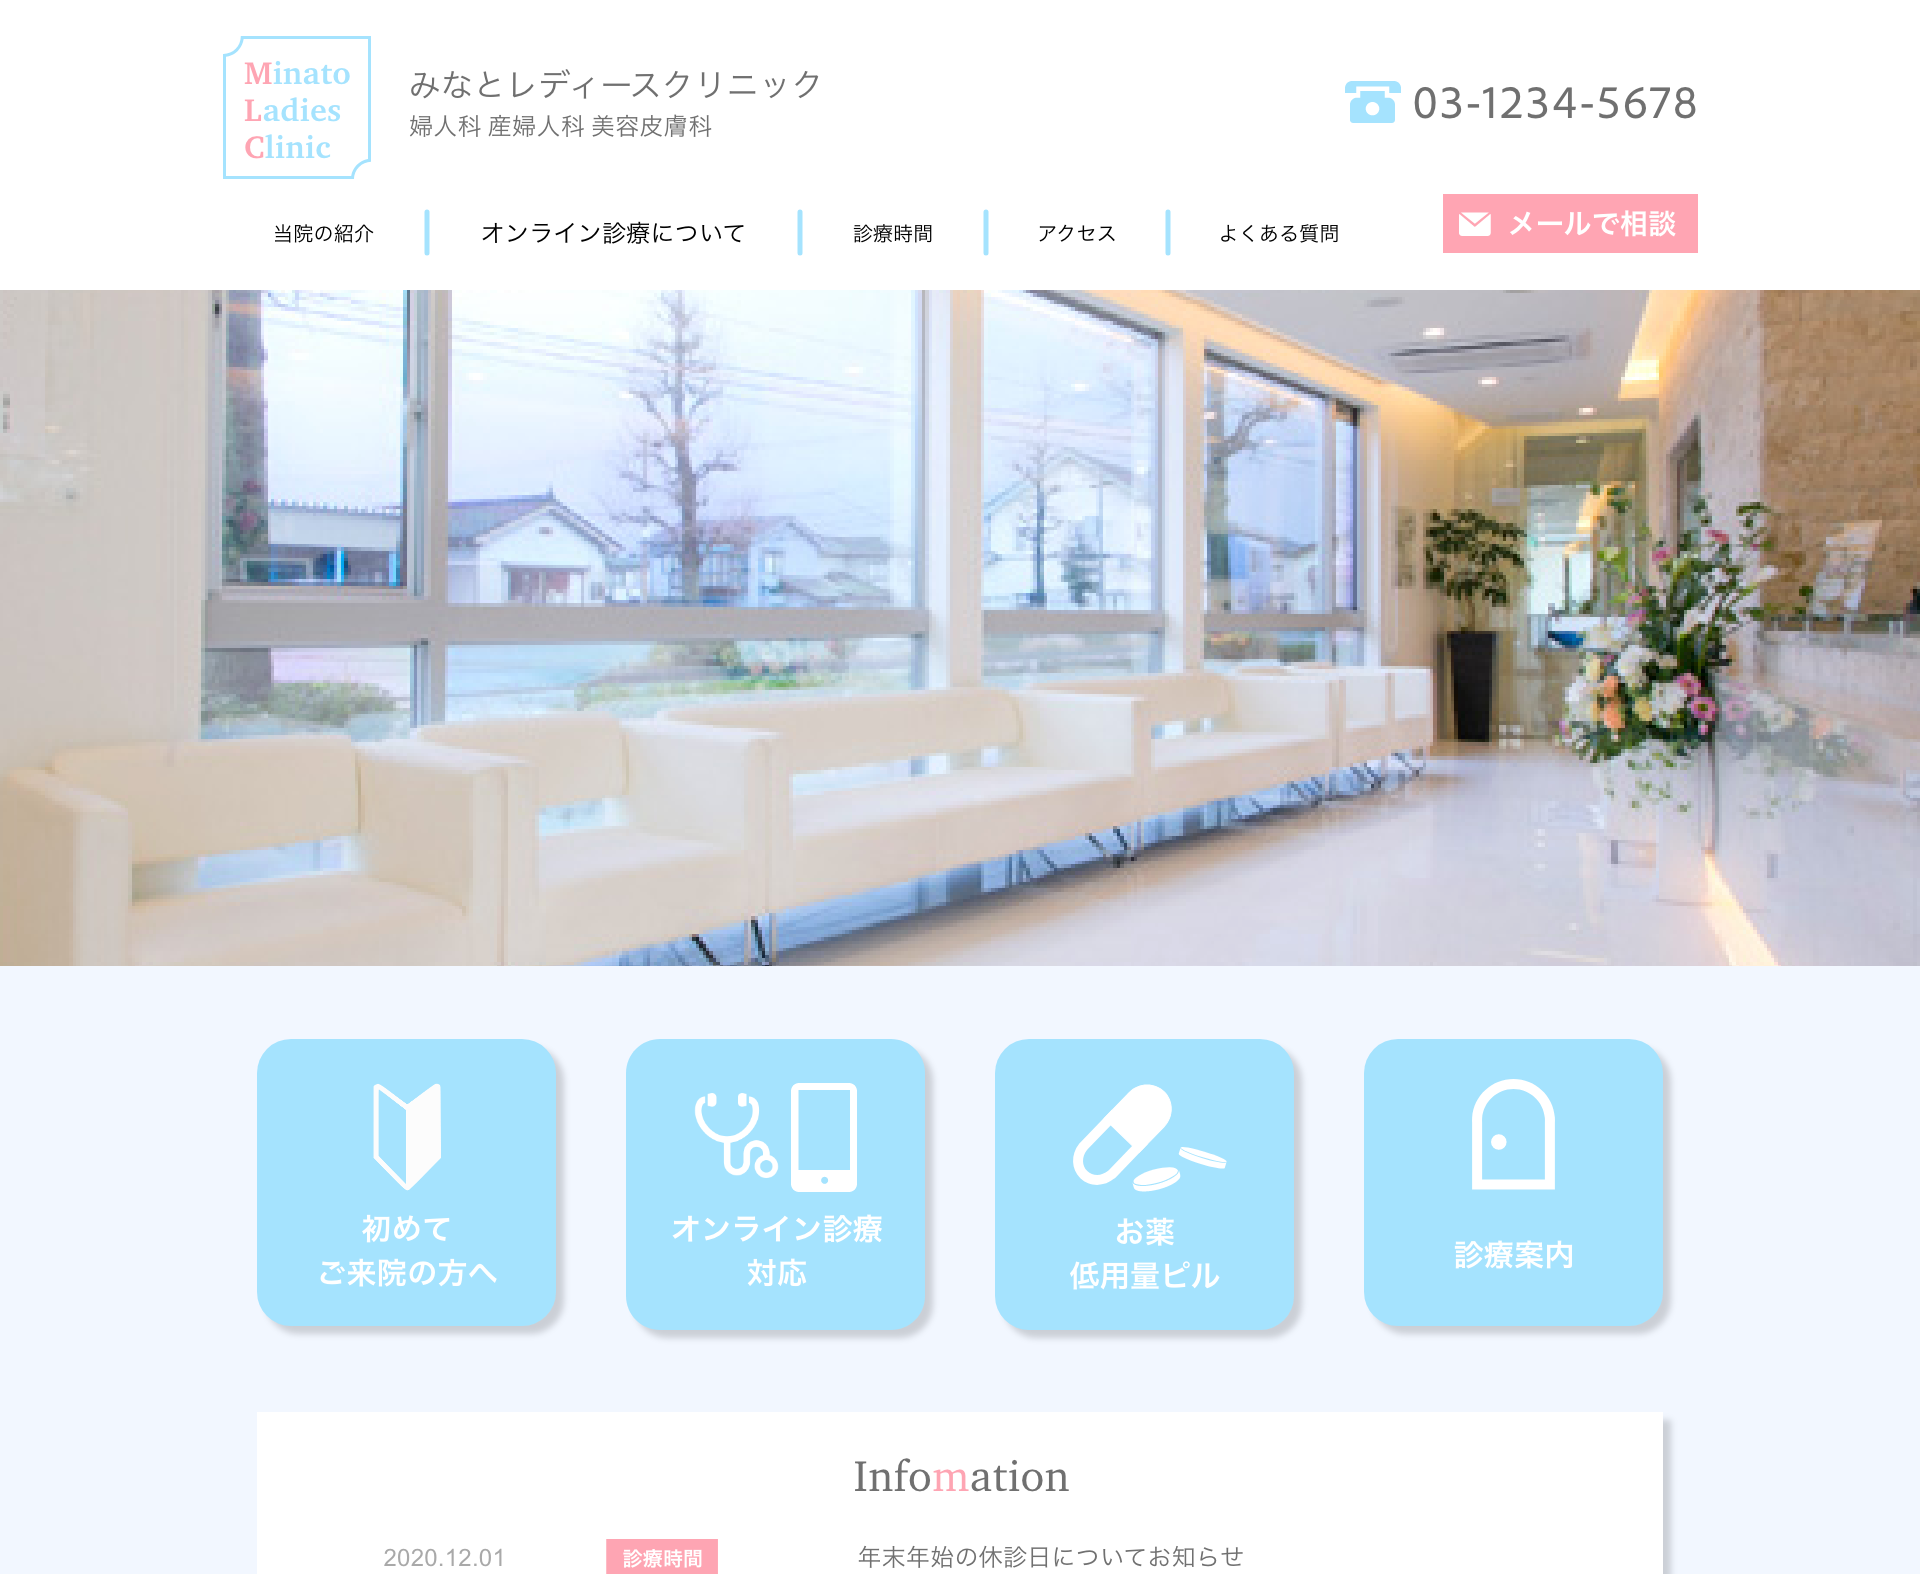 Minato
Ladies
Clinic
みなとレディースクリニック
婦人科 産婦人科 美容皮膚科
03-1234-5678
当院の紹介
オンライン診療について
診療時間
アクセス
よくある質問
メールで相談
初めて
ご来院の方へ
オンライン診療
対応
お薬
低用量ピル
診療案内
Infomation
2020.12.01 診療時間 年末年始の休診日についてお知らせ